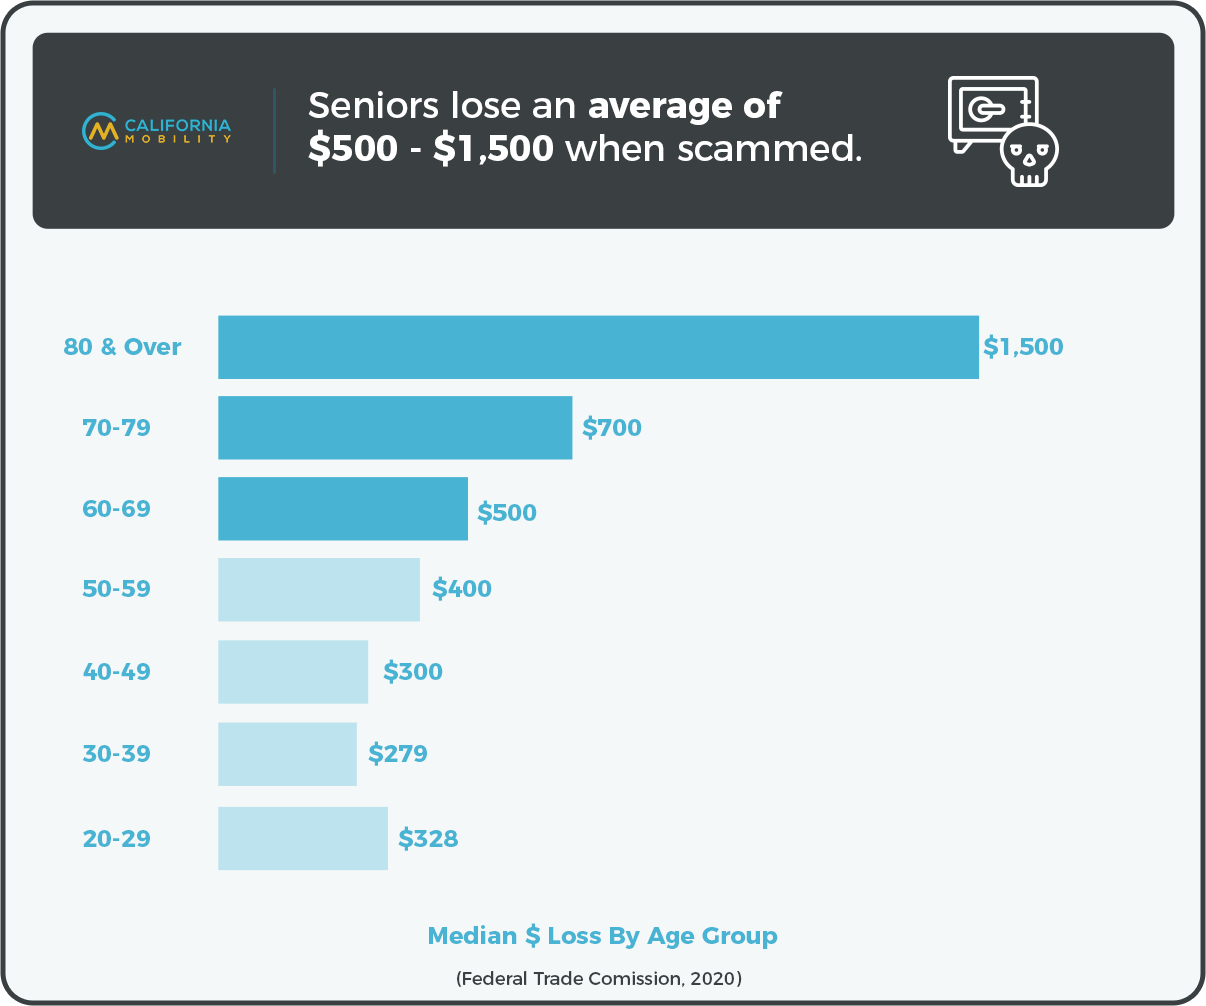 CALIFORNIA
MOBILITY
Seniors lose an average of
$500 - $1,500 when scammed.
80 & Over
$1,500
70-79
$700
60-69
$500
50-59
$400
40-49
$300
30-39
$279
20-29
$328
Median $ Loss By Age Group
(Federal Trade Comission, 2020)